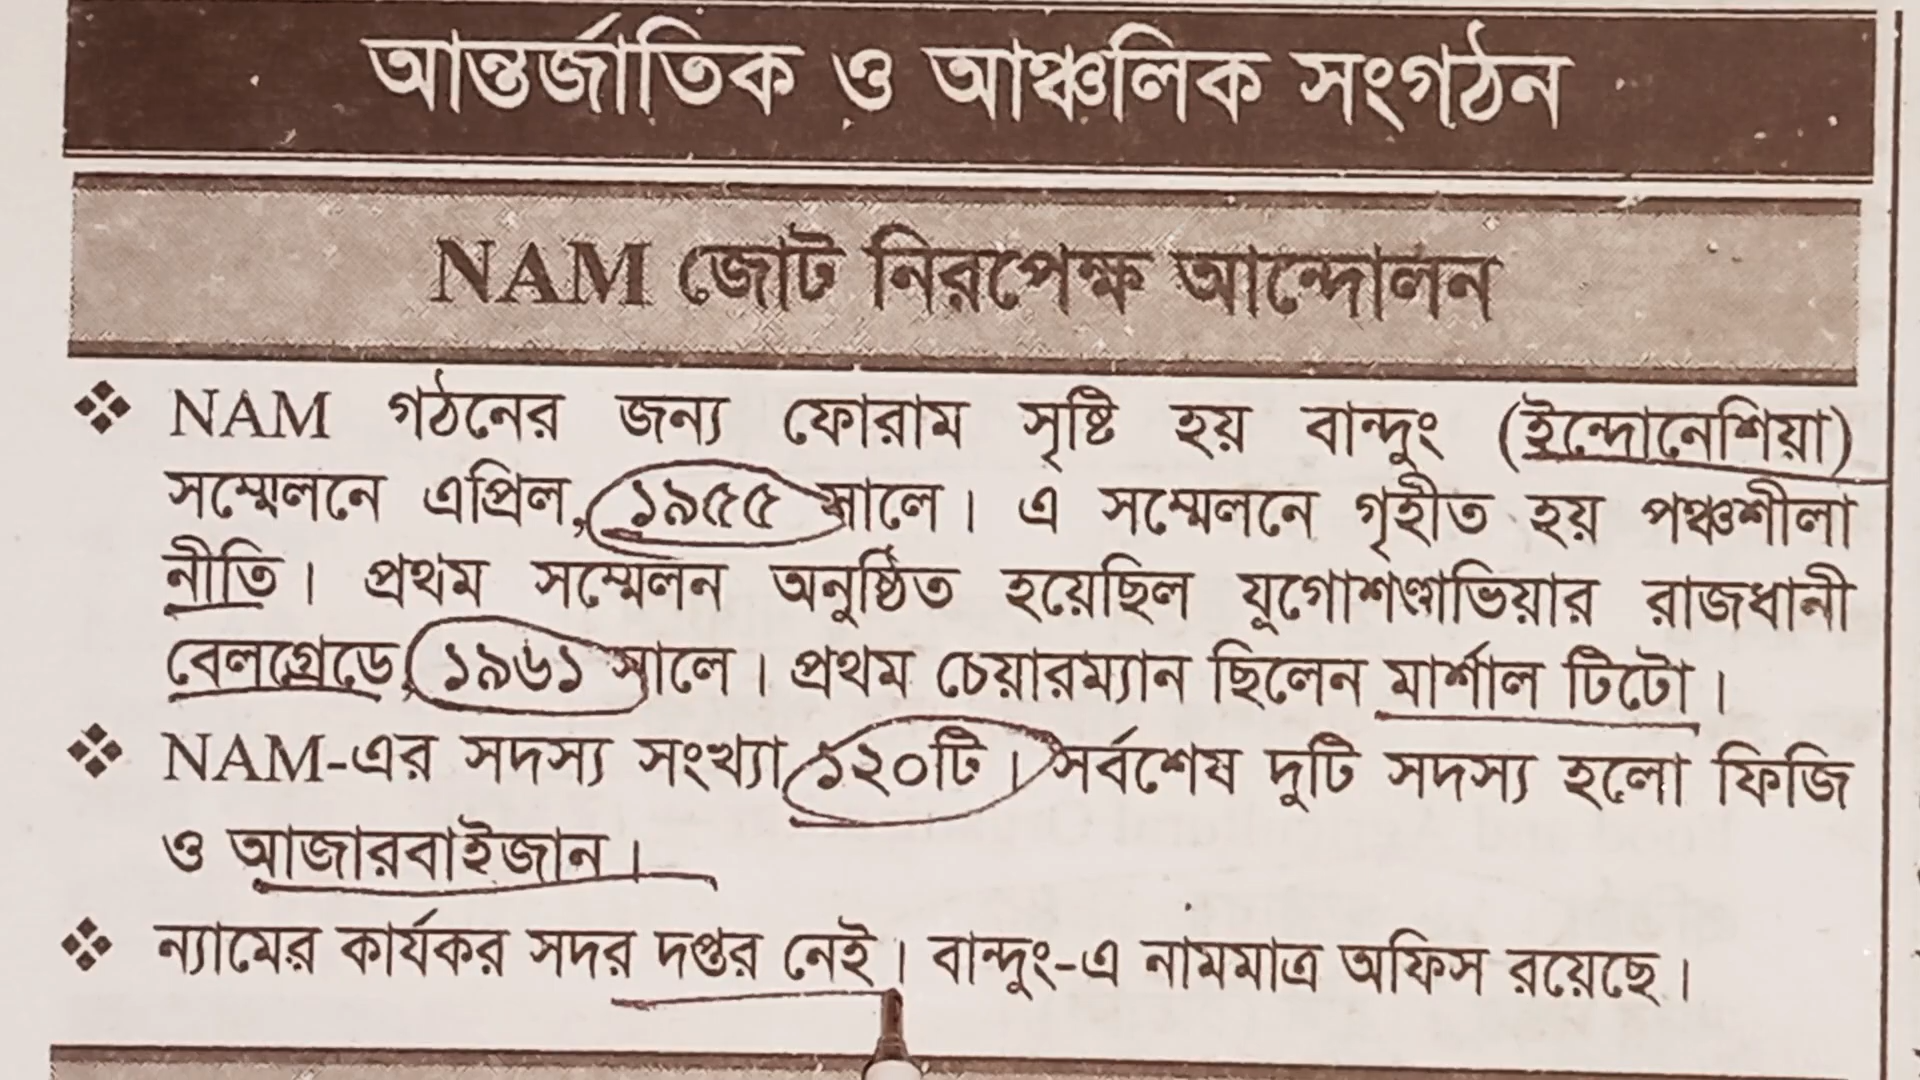 আন্তর্জাতিক ও আঞ্চলিক সংগঠন
NAM জোট নিরপেক্ষ আন্দোলন
❖ NAM গঠনের জন্য ফোরাম সৃষ্টি হয় বান্দুং (ইন্দোনেশিয়া)
সম্মেলনে এপ্রিল, ১৯৫৫ সালে। এ সম্মেলনে গৃহীত হয় পঞ্চশীলা
নীতি। প্রথম সম্মেলন অনুষ্ঠিত হয়েছিল যুগোশণ্ডাভিয়ার রাজধানী
বেলগ্রেডে, ১৯৬১ সালে। প্রথম চেয়ারম্যান ছিলেন মার্শাল টিটো।
❖ NAM-এর সদস্য সংখ্যা ১২০টি। সর্বশেষ দুটি সদস্য হলো ফিজি
ও আজারবাইজান।
❖ ন্যামের কার্যকর সদর দপ্তর নেই। বান্দুং-এ নামমাত্র অফিস রয়েছে।